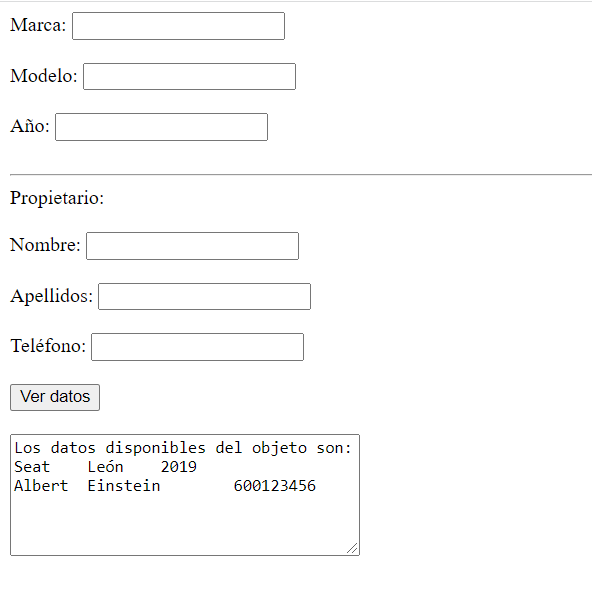 Marca:
Modelo:
Año:
Propietario:
Nombre:
Apellidos:
Teléfono:
Ver datos
Los datos disponibles del objeto son:
Seat	León	2019
Albert	Einstein	600123456